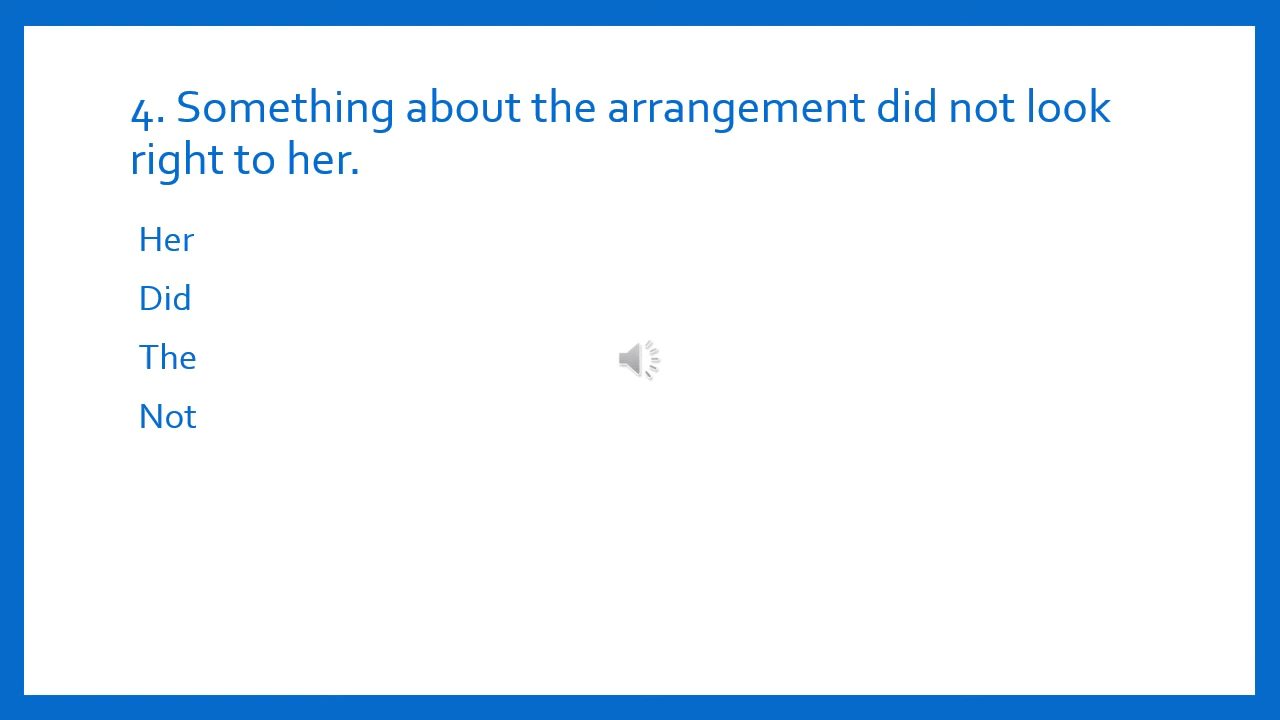 4. Something about the arrangement did not look
right to her.
Her
Did
The
Not